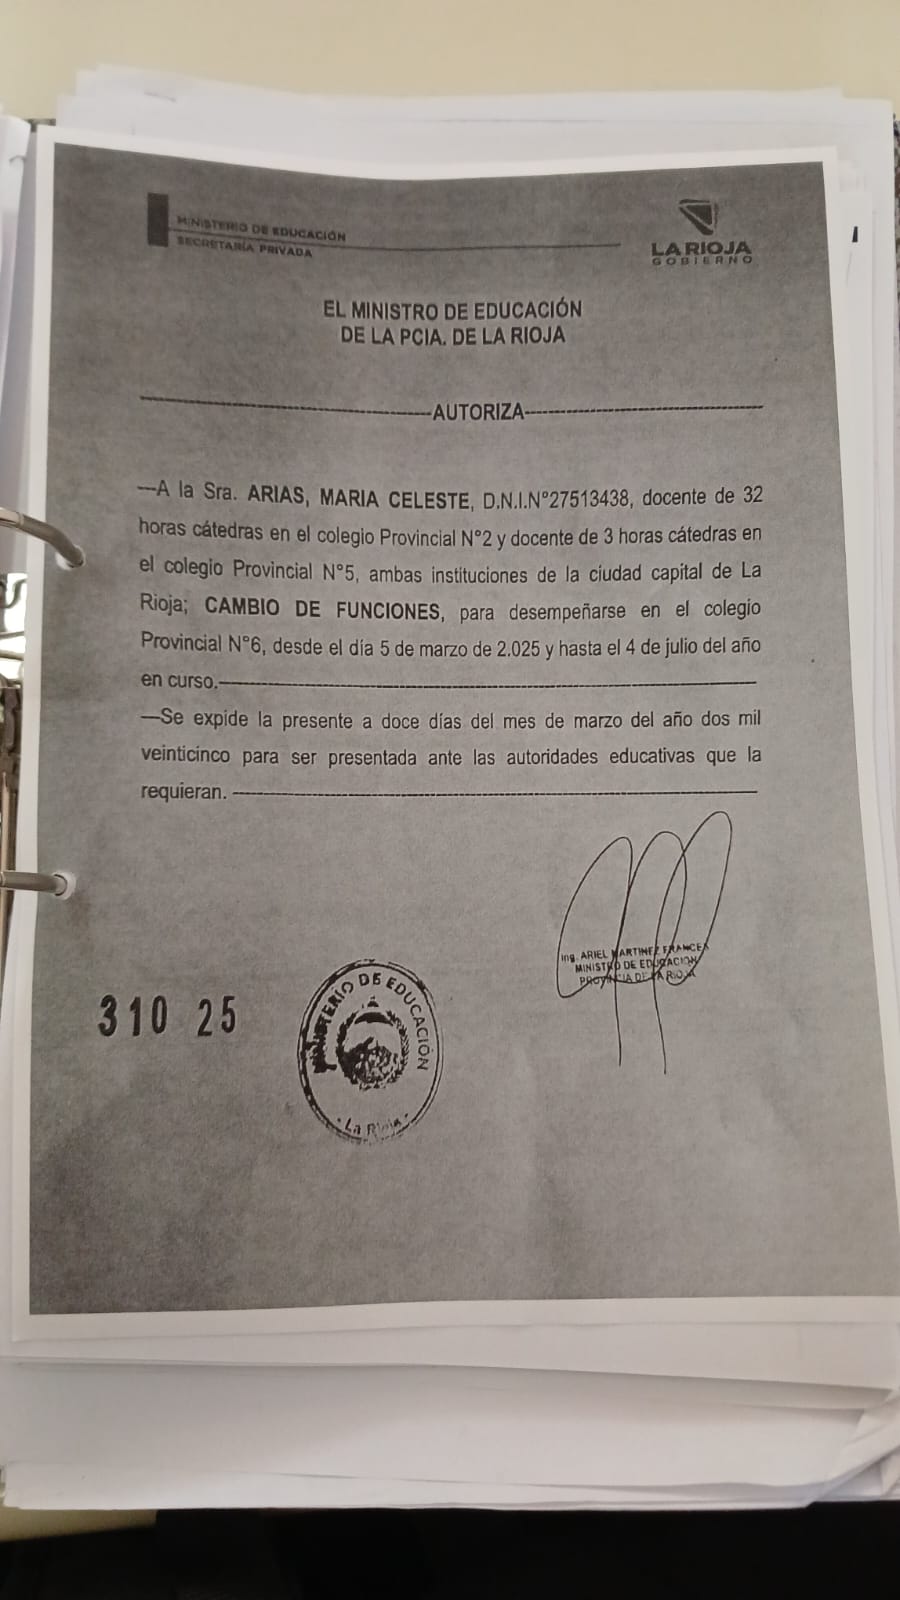 MINISTERIO DE EDUCACIÓN
SECRETARÍA PRIVADA
LA RIOJA
GOBIERNO
EL MINISTRO DE EDUCACIÓN
DE LA PCIA. DE LA RIOJA
AUTORIZA
—A la Sra. ARIAS, MARIA CELESTE, D.N.I.N°27513438, docente de 32
horas cátedras en el colegio Provincial N°2 y docente de 3 horas cátedras en
el colegio Provincial N°5, ambas instituciones de la ciudad capital de La
Rioja; CAMBIO DE FUNCIONES, para desempeñarse en el colegio
Provincial N°6, desde el día 5 de marzo de 2.025 y hasta el 4 de julio del año
en curso.
—Se expide la presente a doce días del mes de marzo del año dos mil
veinticinco para ser presentada ante las autoridades educativas que la
requieran.
Ing. ARIEL MARTINEZ FRANCES
MINISTRO DE EDUCACION
PROVINCIA DE LA RIOJA
310 25
MINISTERIO DE EDUCACIÓN
La Rioja